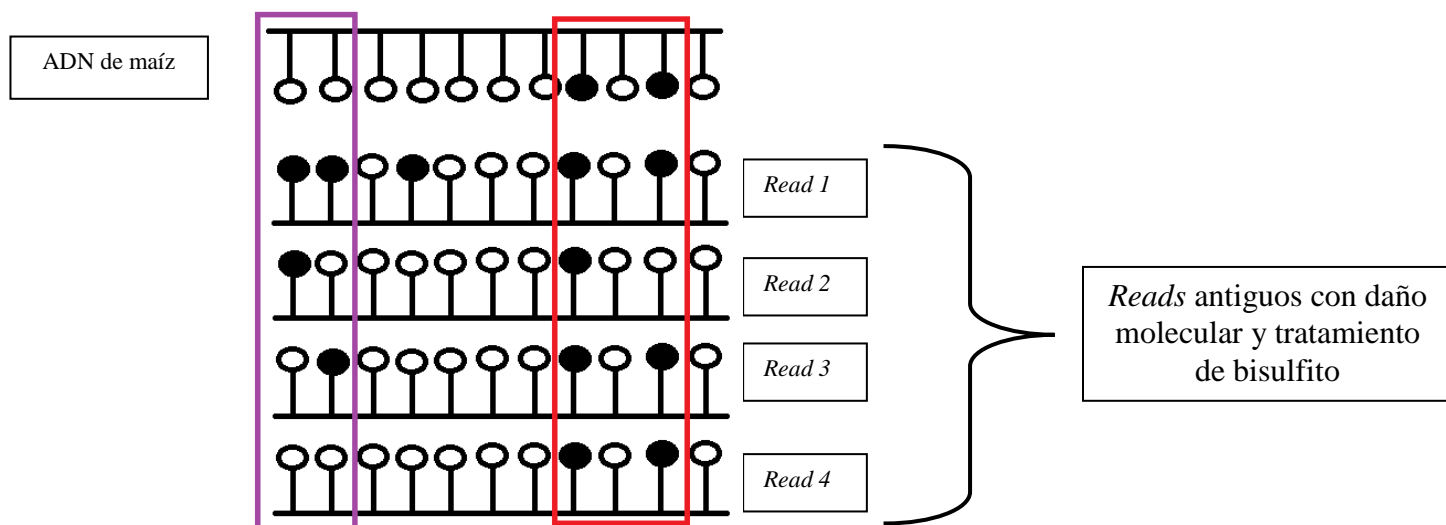 ADN de maíz
Read 1
Read 2
Read 3
Read 4
Reads antiguos con daño
molecular y tratamiento
de bisulfito